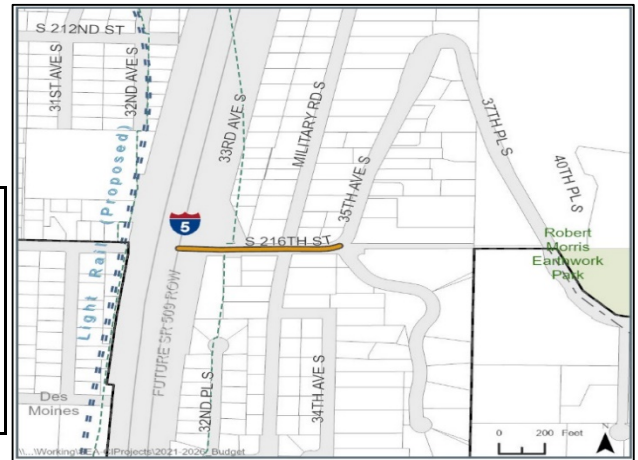 S 212ND ST
31ST AVE S
32ND AVE S
33RD AVE S
MILITARY RD S
35TH AVE S
37TH PL S
40TH PL S
Light Rail (Proposed)
5
S 216TH ST
Robert
Morris
Earthwork
Park
FUTURE SR 509 ROW
32ND PL S
34TH AVE S
Des
Moines
0 200 Feet
N
2021-2026_Budget